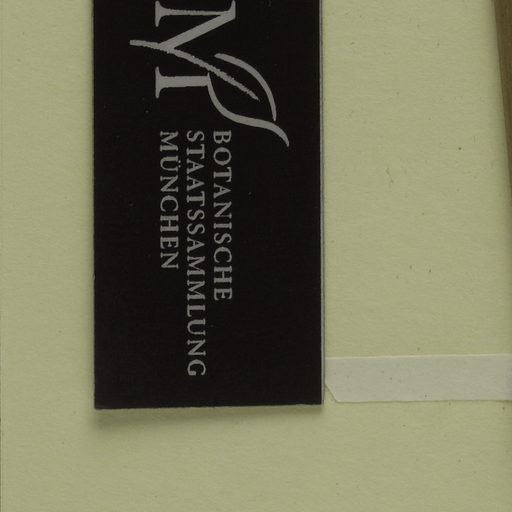 M
BOTANISCHE
STAATSSAMMLUNG
MÜNCHEN